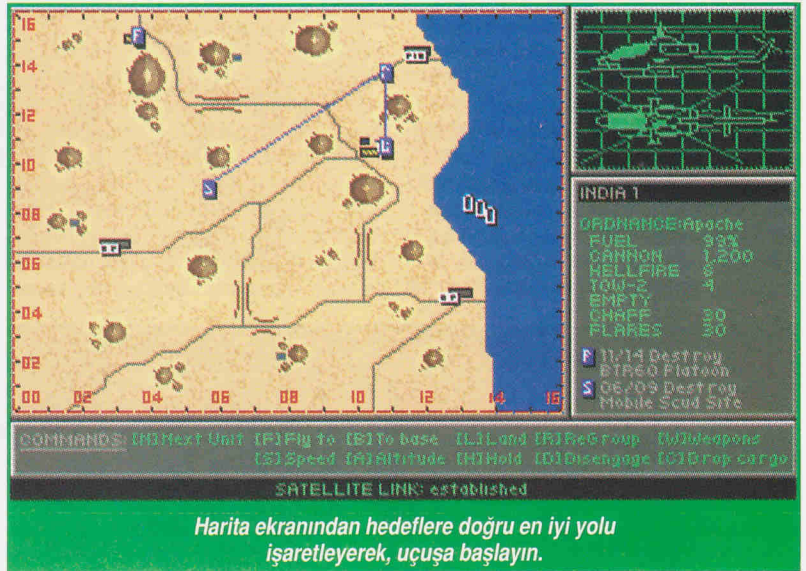 16
14
12
10
08
06
04
02
00 02 04 06 08 10 12 14 16
P
FIB
P
L
S
O P
O P
INDIA 1
ORDNANCE:Apache
FUEL 99%
CANNON 1,200
HELLFIRE 8
TOW-2 4
EMPTY
CHAFF 30
FLARES 30
P 11/14 Destroy
BTR60 Platoon
S 06/09 Destroy
Mobile Scud Site
COMMANDS: [N]Next Unit [F]Fly to [B]To base [L]Land [R]ReGroup [W]Weapons
[S]Speed [A]Altitude [H]Hold [D]Disengage [C]Drop cargo
SATELLITE LINK: established
Harita ekranından hedeflere doğru en iyi yolu
işaretleyerek, uçuşa başlayın.